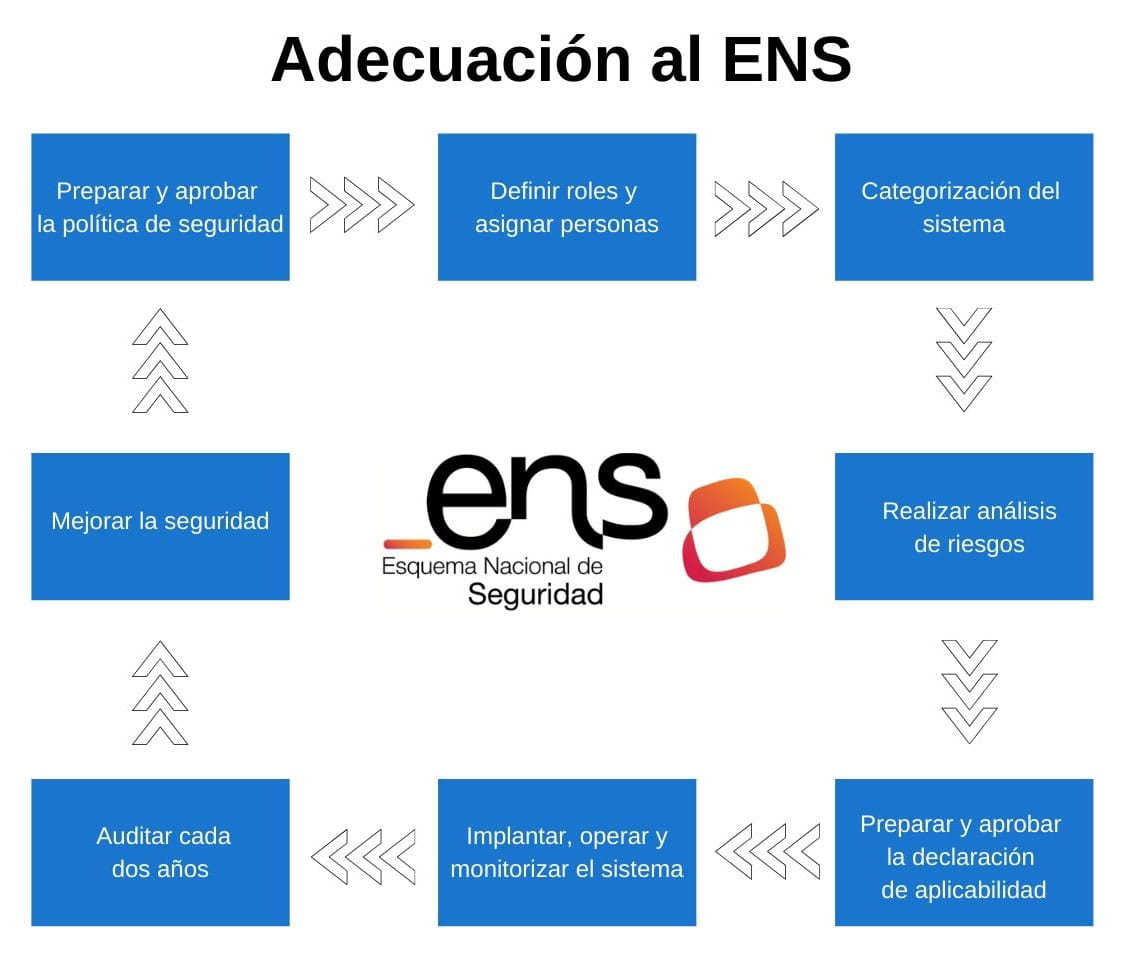 Adecuación al ENS
Preparar y aprobar
la política de seguridad
Definir roles y
asignar personas
Categorización del
sistema
Realizar análisis
de riesgos
Preparar y aprobar
la declaración
de aplicabilidad
Implantar, operar y
monitorizar el sistema
Auditar cada
dos años
Mejorar la seguridad
ens
Esquema Nacional de
Seguridad